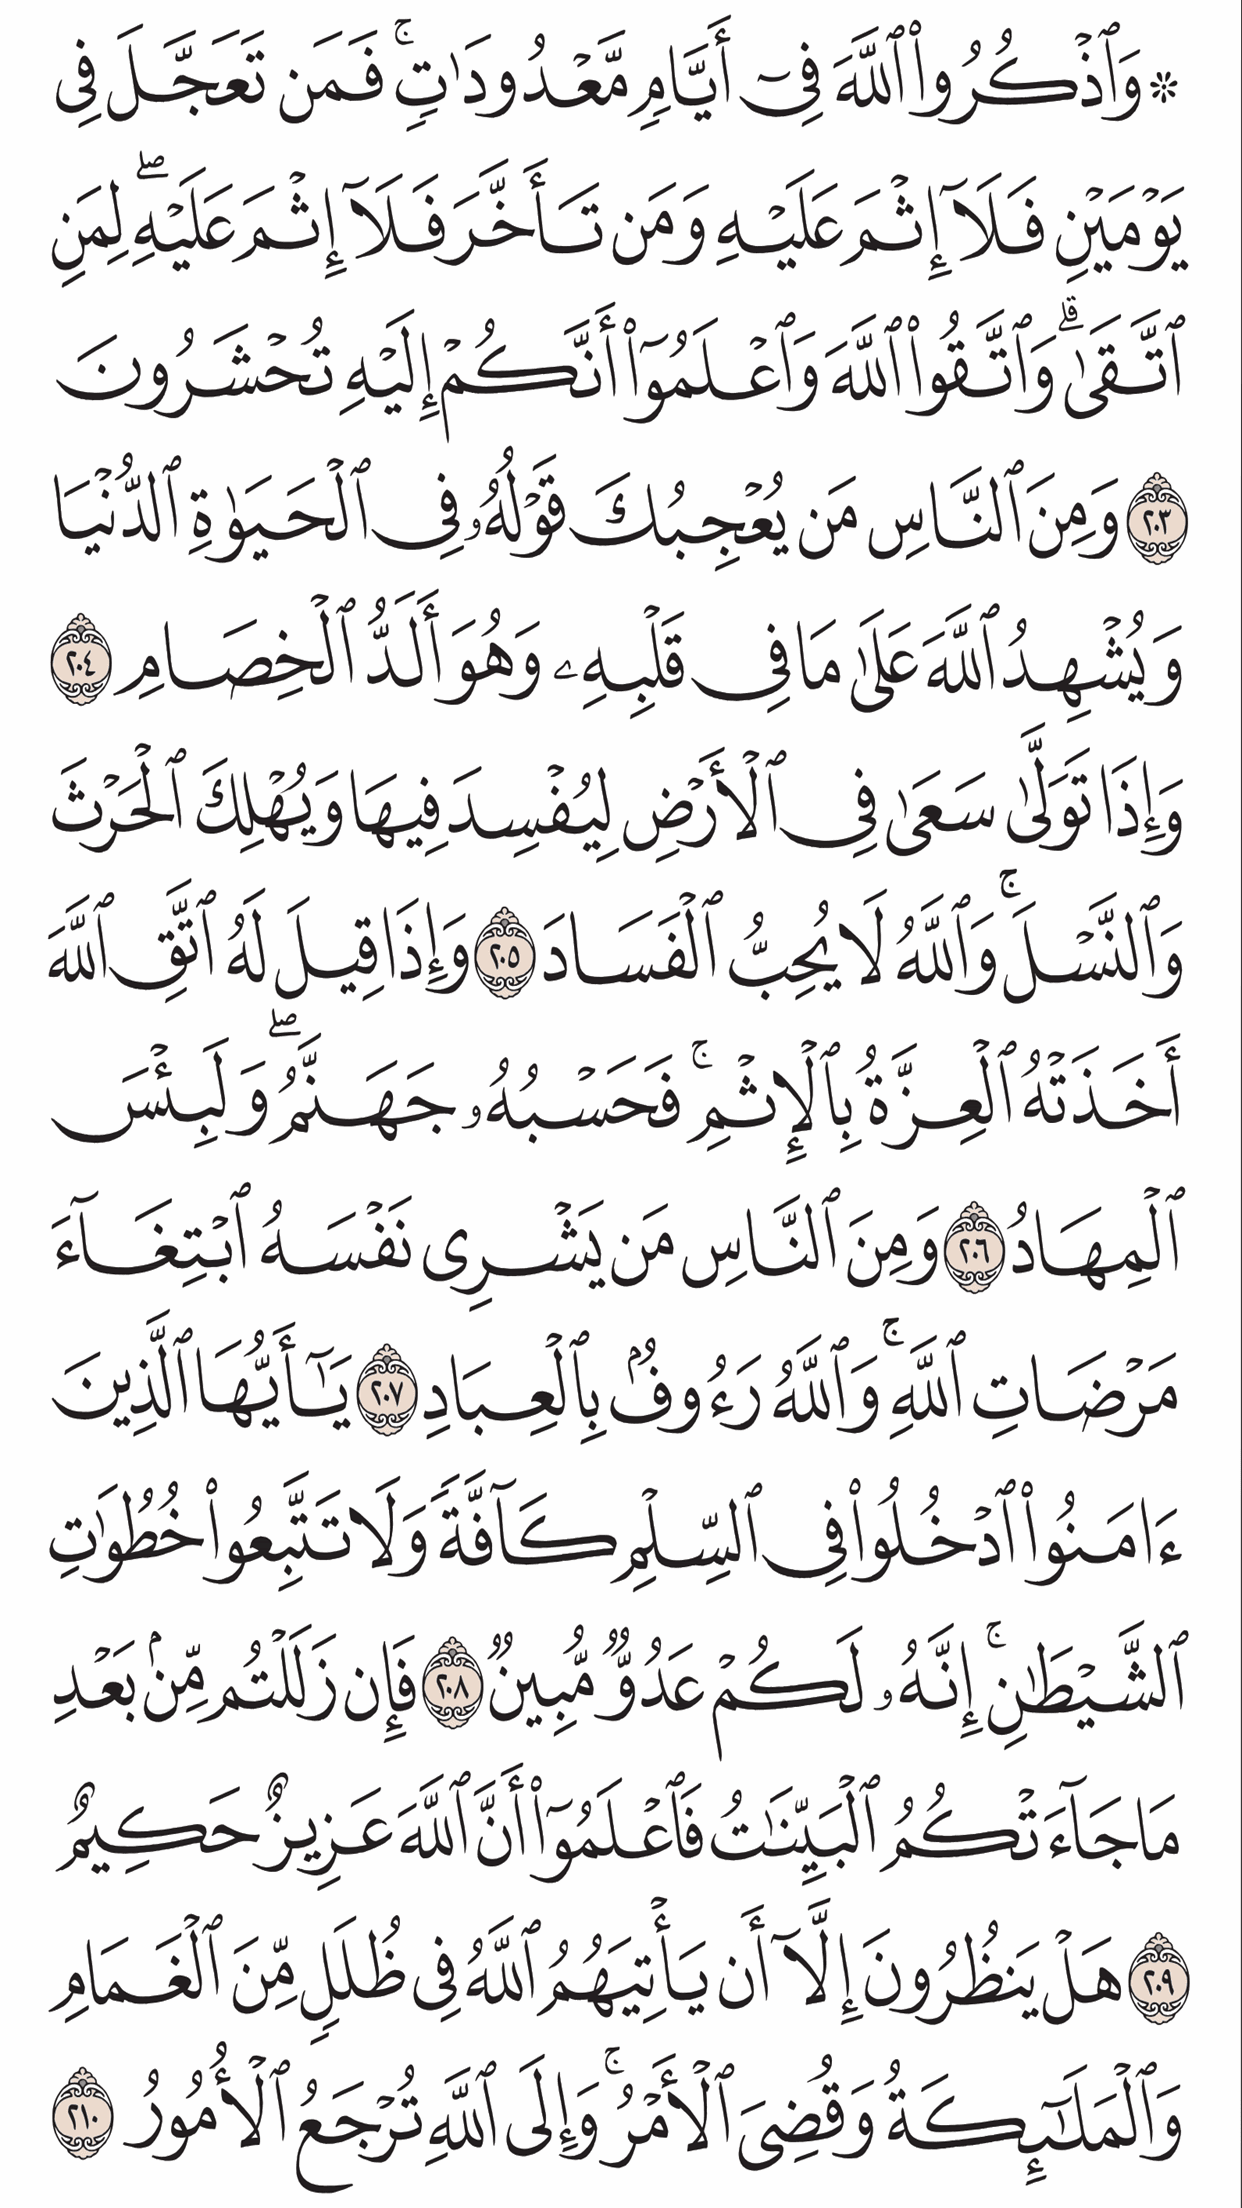 ۞ وَٱذۡكُرُواْ ٱللَّهَ فِيٓ أَيَّامٖ مَّعۡدُودَٰتٖۚ فَمَن تَعَجَّلَ فِي
يَوۡمَيۡنِ فَلَآ إِثۡمَ عَلَيۡهِ وَمَن تَأَخَّرَ فَلَآ إِثۡمَ عَلَيۡهِۖ لِمَنِ
ٱتَّقَىٰۗ وَٱتَّقُواْ ٱللَّهَ وَٱعۡلَمُوٓاْ أَنَّكُمۡ إِلَيۡهِ تُحۡشَرُونَ
٢٠٣ وَمِنَ ٱلنَّاسِ مَن يُعۡجِبُكَ قَوۡلُهُۥ فِي ٱلۡحَيَوٰةِ ٱلدُّنۡيَا
وَيُشۡهِدُ ٱللَّهَ عَلَىٰ مَا فِي قَلۡبِهِۦ وَهُوَ أَلَدُّ ٱلۡخِصَامِ ٢٠٤
وَإِذَا تَوَلَّىٰ سَعَىٰ فِي ٱلۡأَرۡضِ لِيُفۡسِدَ فِيهَا وَيُهۡلِكَ ٱلۡحَرۡثَ
وَٱلنَّسۡلَۚ وَٱللَّهُ لَا يُحِبُّ ٱلۡفَسَادَ ٢٠٥ وَإِذَا قِيلَ لَهُ ٱتَّقِ ٱللَّهَ
أَخَذَتۡهُ ٱلۡعِزَّةُ بِٱلۡإِثۡمِۚ فَحَسۡبُهُۥ جَهَنَّمُۖ وَلَبِئۡسَ
ٱلۡمِهَادُ ٢٠٦ وَمِنَ ٱلنَّاسِ مَن يَشۡرِي نَفۡسَهُ ٱبۡتِغَآءَ
مَرۡضَاتِ ٱللَّهِۚ وَٱللَّهُ رَءُوفُۢ بِٱلۡعِبَادِ ٢٠٧ يَٰٓأَيُّهَا ٱلَّذِينَ
ءَامَنُواْ ٱدۡخُلُواْ فِي ٱلسِّلۡمِ كَآفَّةٗ وَلَا تَتَّبِعُواْ خُطُوَٰتِ
ٱلشَّيۡطَٰنِۚ إِنَّهُۥ لَكُمۡ عَدُوّٞ مُّبِينٞ ٢٠٨ فَإِن زَلَلۡتُم مِّنۢ بَعۡدِ
مَا جَآءَتۡكُمُ ٱلۡبَيِّنَٰتُ فَٱعۡلَمُوٓاْ أَنَّ ٱللَّهَ عَزِيزٌ حَكِيمٌ
٢٠٩ هَلۡ يَنظُرُونَ إِلَّآ أَن يَأۡتِيَهُمُ ٱللَّهُ فِي ظُلَلٖ مِّنَ ٱلۡغَمَامِ
وَٱلۡمَلَٰٓئِكَةُ وَقُضِيَ ٱلۡأَمۡرُۚ وَإِلَى ٱللَّهِ تُرۡجَعُ ٱلۡأُمُورُ ٢١٠